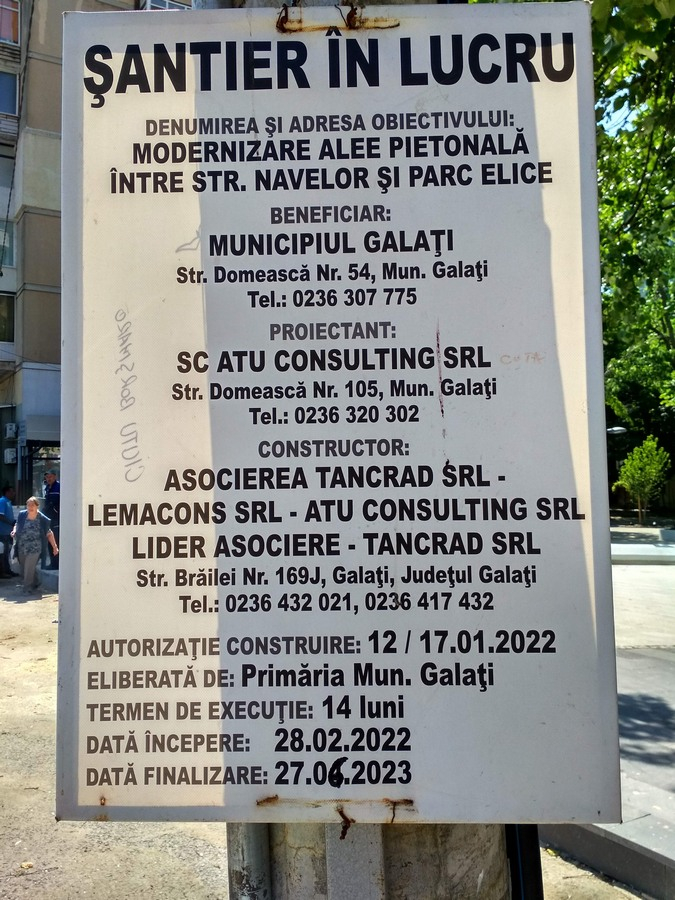 ŞANTIER ÎN LUCRU
DENUMIREA ŞI ADRESA OBIECTIVULUI:
MODERNIZARE ALEE PIETONALĂ
ÎNTRE STR. NAVELOR ŞI PARC ELICE
BENEFICIAR:
MUNICIPIUL GALAŢI
Str. Domească Nr. 54, Mun. Galaţi
Tel.: 0236 307 775
PROIECTANT:
SC ATU CONSULTING SRL
Str. Domească Nr. 105, Mun. Galaţi
Tel.: 0236 320 302
CONSTRUCTOR:
ASOCIEREA TANCRAD SRL -
LEMACONS SRL - ATU CONSULTING SRL
LIDER ASOCIERE - TANCRAD SRL
Str. Brăilei Nr. 169J, Galaţi, Judeţul Galaţi
Tel.: 0236 432 021, 0236 417 432
AUTORIZAŢIE CONSTRUIRE: 12 / 17.01.2022
ELIBERATĂ DE: Primăria Mun. Galaţi
TERMEN DE EXECUŢIE: 14 luni
DATĂ ÎNCEPERE: 28.02.2022
DATĂ FINALIZARE: 27.06.2023